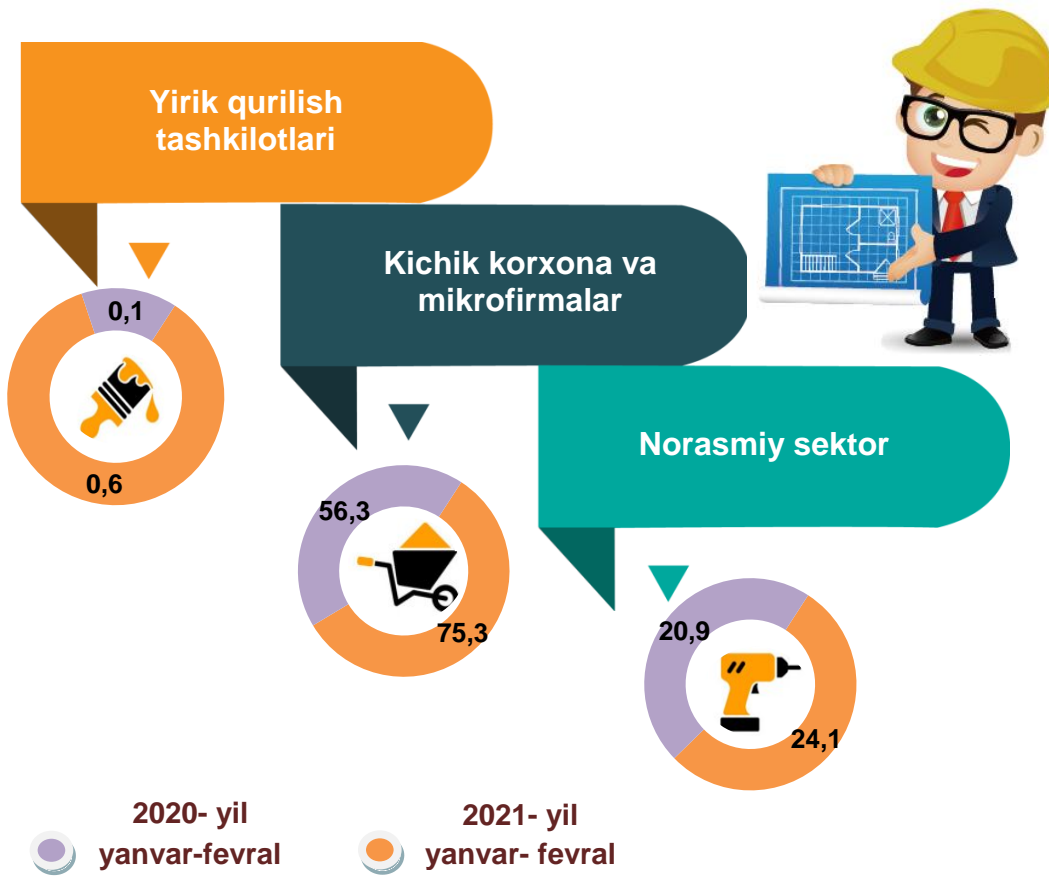 Yirik qurilish
tashkilotlari
Kichik korxona va
mikrofirmalar
Norasmiy sektor
0,1
0,6
56,3
75,3
20,9
24,1
2020- yil
yanvar-fevral
2021- yil
yanvar- fevral